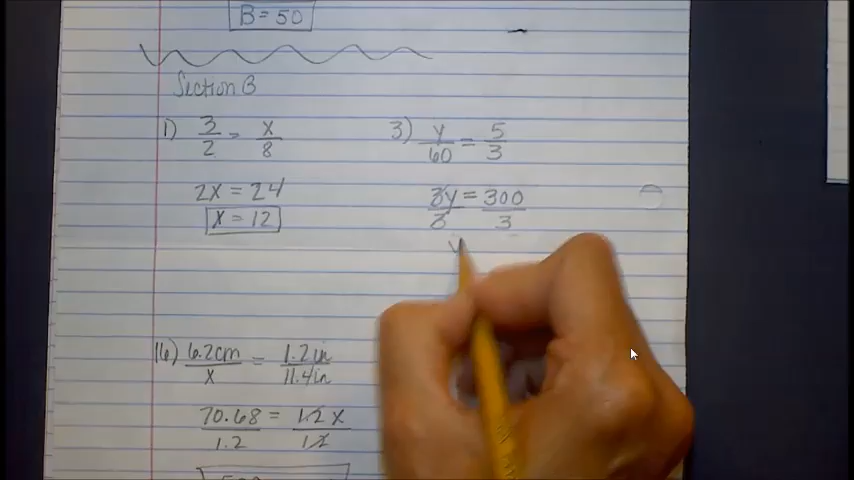 B = 50
Section B
1) 3/2 = x/8
2x = 24
x = 12
3) y/60 = 5/3
3y/3 = 300/3
y
16) 6.2cm/x = 1.2in/11.4in
70.68/1.2 = 1.2x/1.2